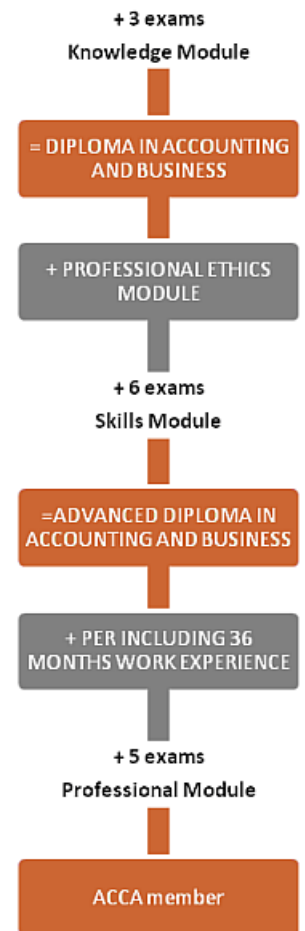 + 3 exams
Knowledge Module
= DIPLOMA IN ACCOUNTING
AND BUSINESS
+ PROFESSIONAL ETHICS
MODULE
+ 6 exams
Skills Module
=ADVANCED DIPLOMA IN
ACCOUNTING AND BUSINESS
+ PER INCLUDING 36
MONTHS WORK EXPERIENCE
+ 5 exams
Professional Module
ACCA member